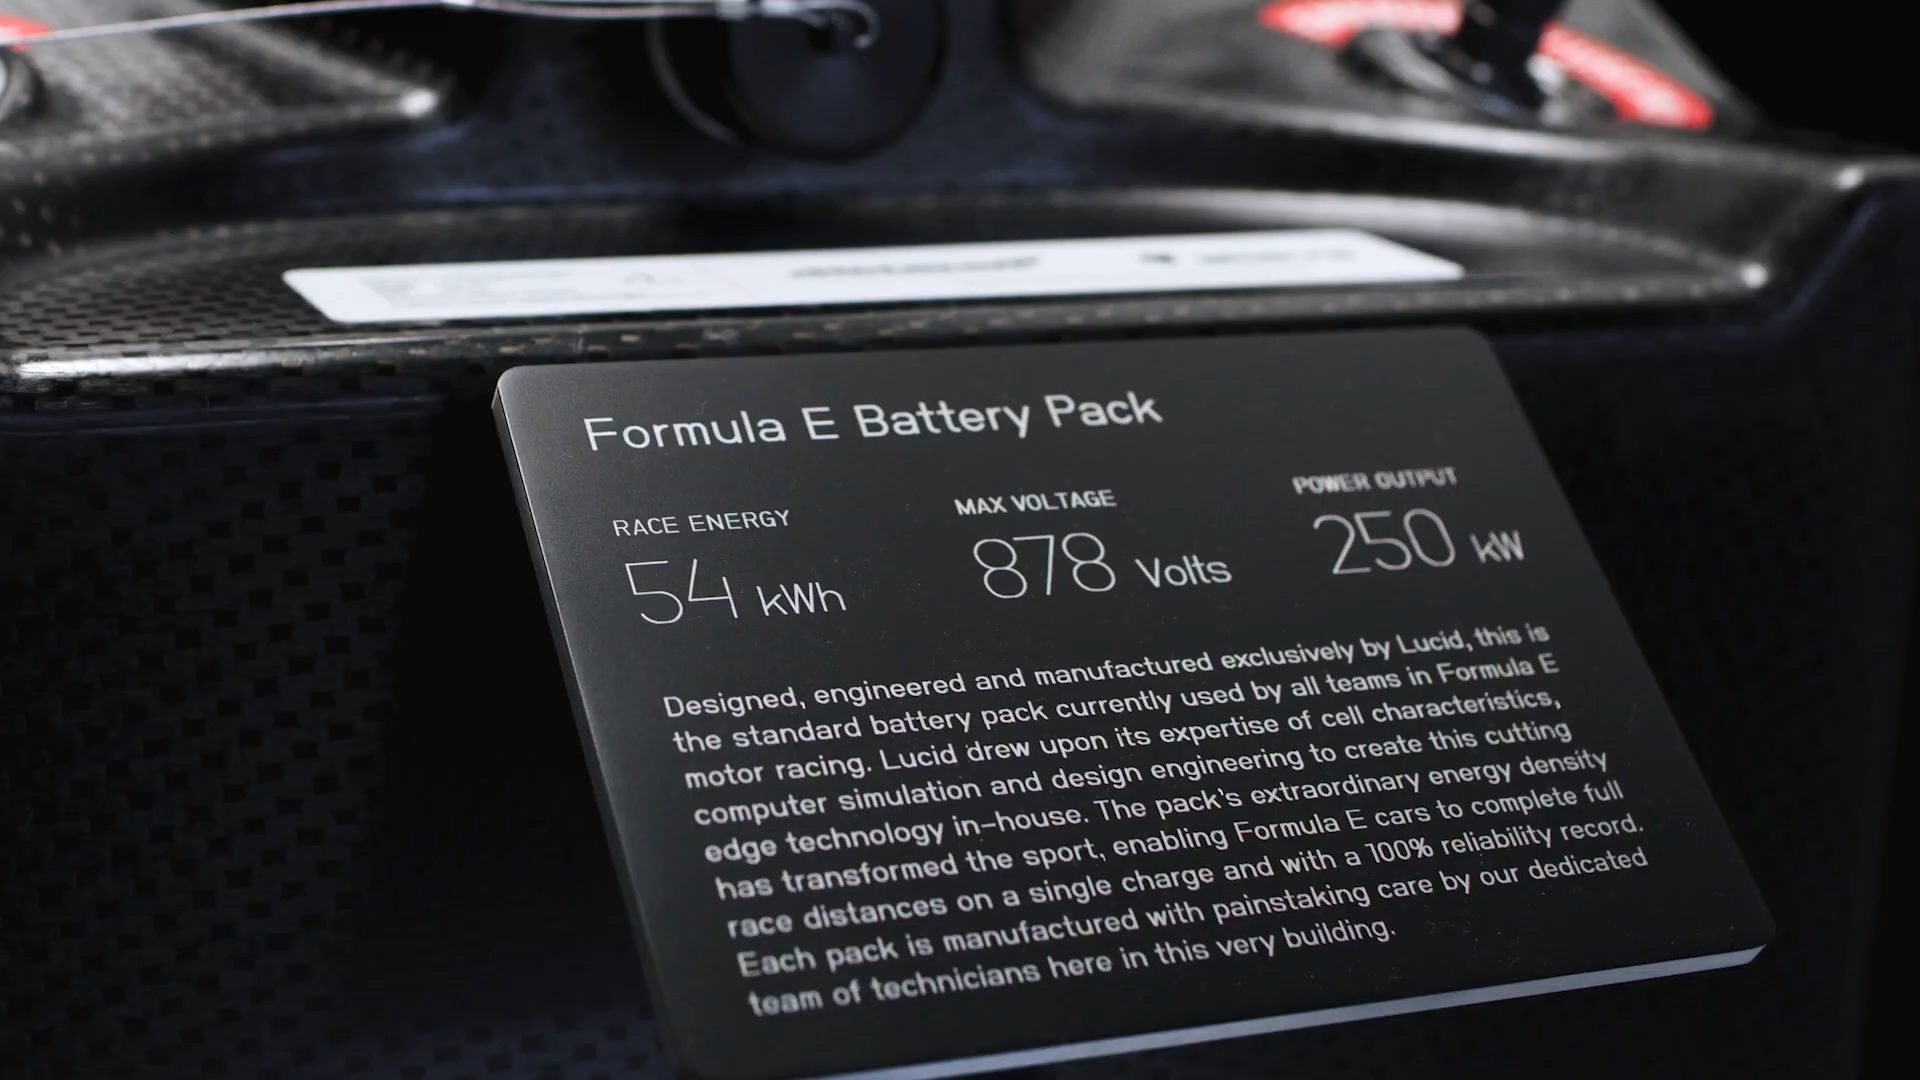 Formula E Battery Pack
RACE ENERGY
54 kWh
MAX VOLTAGE
878 Volts
POWER OUTPUT
250 kW
Designed, engineered and manufactured exclusively by Lucid, this is
the standard battery pack currently used by all teams in Formula E
motor racing. Lucid drew upon its expertise of cell characteristics,
computer simulation and design engineering to create this cutting
edge technology in-house. The pack's extraordinary energy density
has transformed the sport, enabling Formula E cars to complete full
race distances on a single charge and with a 100% reliability record.
Each pack is manufactured with painstaking care by our dedicated
team of technicians here in this very building.